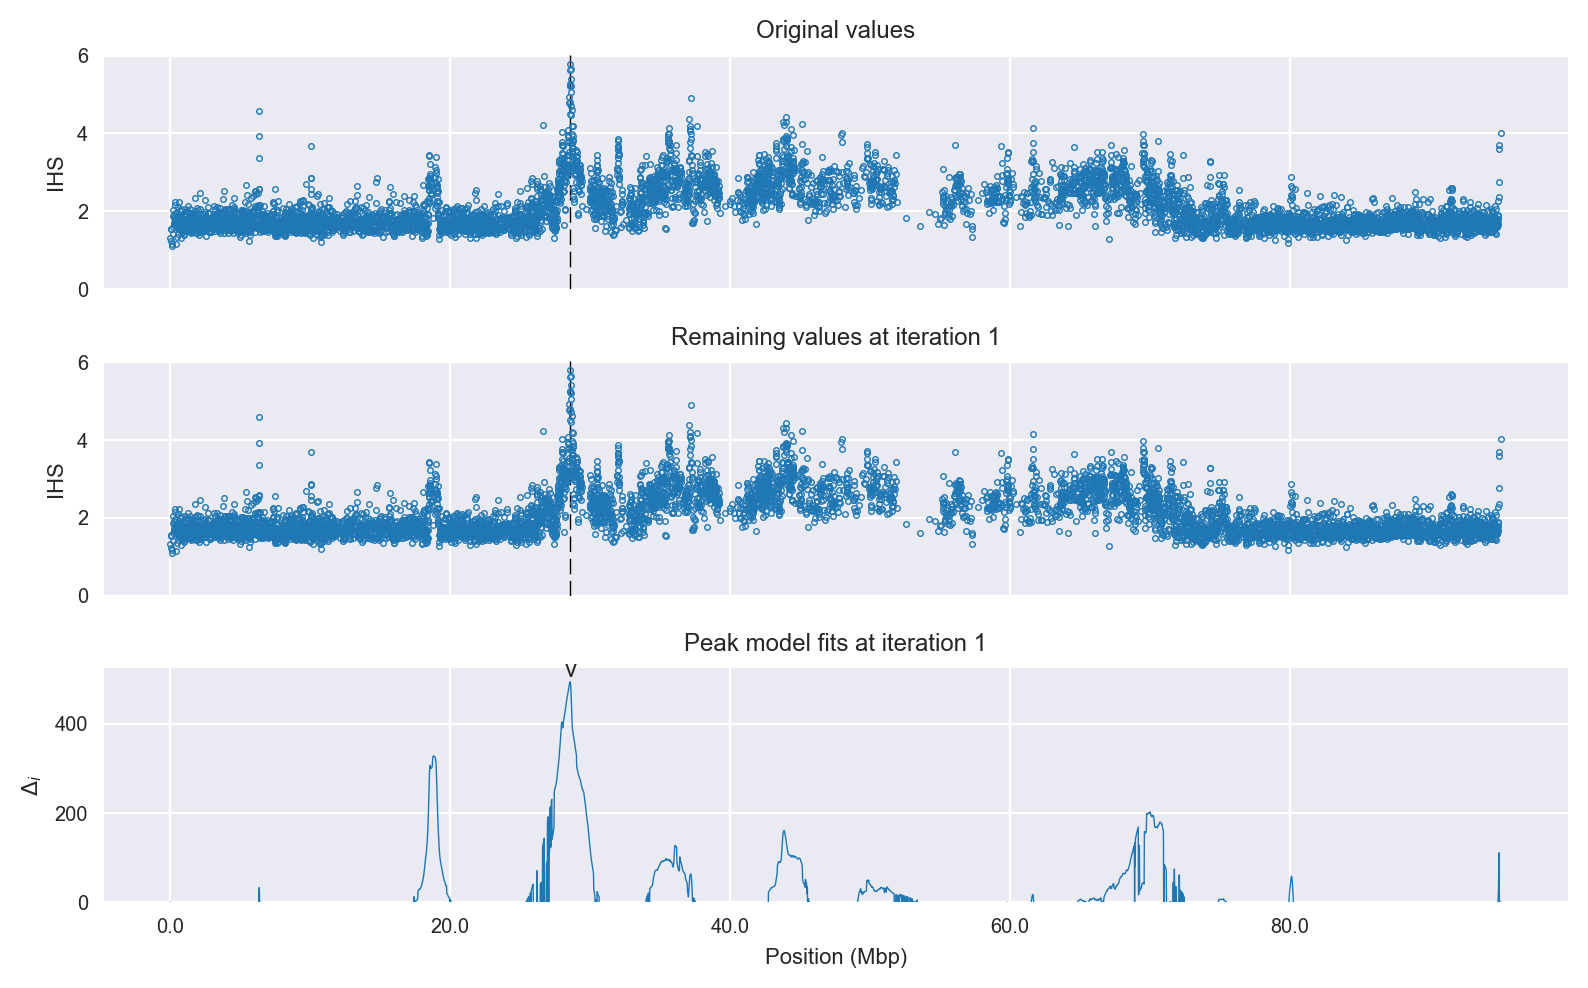 Original values
6
4
2
0
IHS
Remaining values at iteration 1
6
4
2
0
IHS
Peak model fits at iteration 1
v
400
200
0
Δi
0.0 20.0 40.0 60.0 80.0
Position (Mbp)